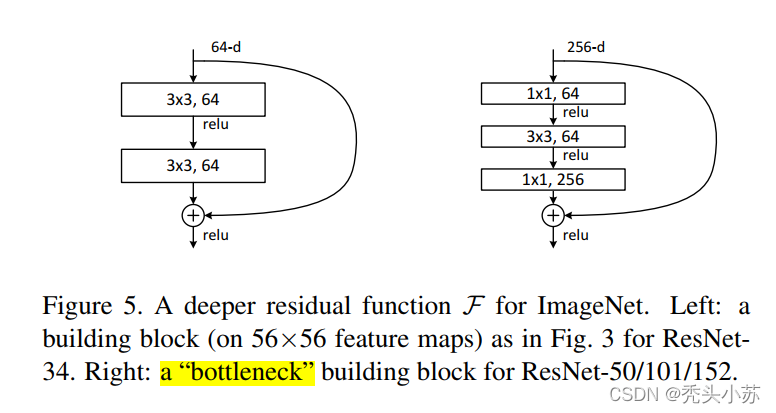 64-d
3x3, 64
relu
3x3, 64
+
relu
256-d
1x1, 64
relu
3x3, 64
relu
1x1, 256
+
relu
Figure 5. A deeper residual function F for ImageNet. Left: a
building block (on 56×56 feature maps) as in Fig. 3 for ResNet-
34. Right: a “bottleneck” building block for ResNet-50/101/152.
CSDN @秃头小苏